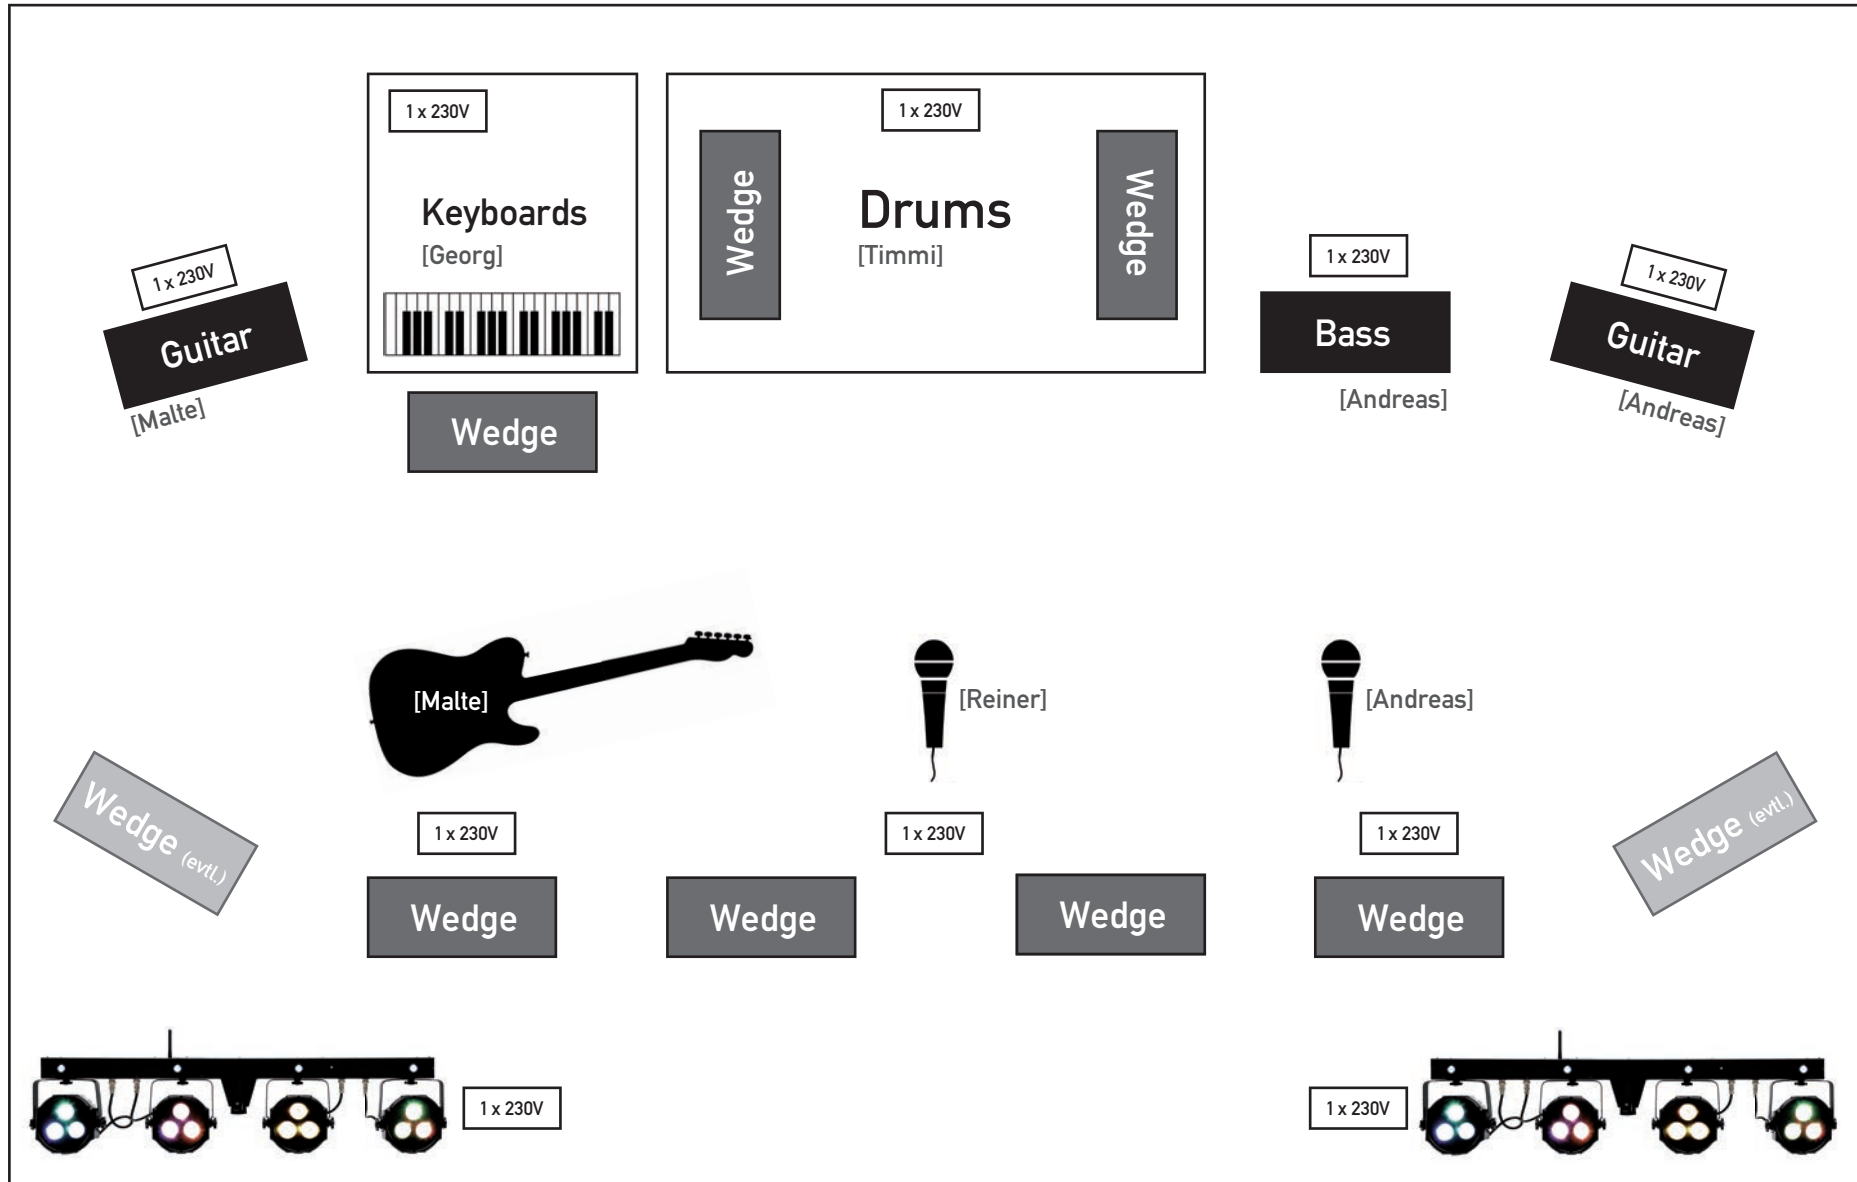 1 x 230V
1 x 230V
Keyboards
[Georg]
Wedge
Drums
[Timmi]
Wedge
1 x 230V
Guitar
[Malte]
1 x 230V
Bass
[Andreas]
1 x 230V
Guitar
[Andreas]
Wedge
[Malte]
[Reiner]
[Andreas]
Wedge (evtl.)
1 x 230V
1 x 230V
1 x 230V
Wedge (evtl.)
Wedge
Wedge
Wedge
Wedge
1 x 230V
1 x 230V